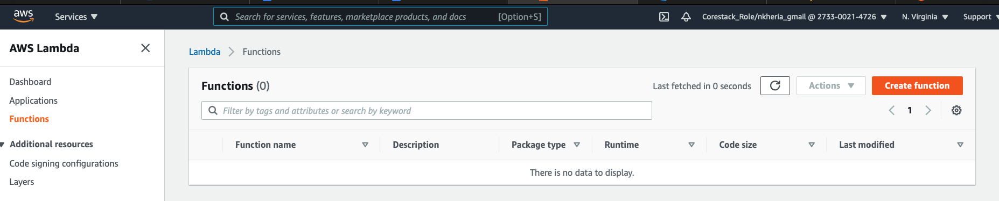 aws
Services
Search for services, features, marketplace products, and docs [Option+S]
Corestack_Role/nkheria_gmail @ 2733-0021-4726
N. Virginia
Support
AWS Lambda
Dashboard
Applications
Functions
Additional resources
Code signing configurations
Layers
Lambda Functions
Functions (0)
Last fetched in 0 seconds
Actions
Create function
Filter by tags and attributes or search by keyword
1
Function name Description Package type Runtime Code size Last modified
There is no data to display.